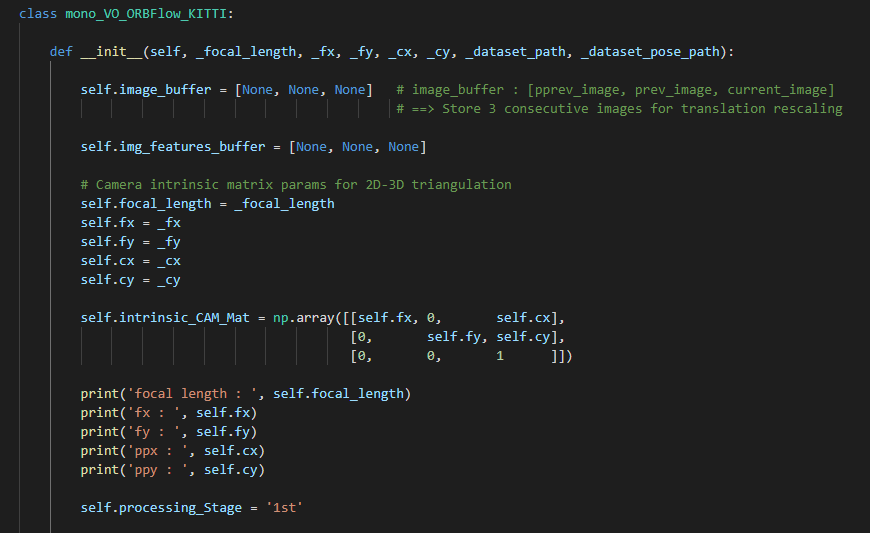 class mono_VO_ORBFlow_KITTI:
def __init__(self, _focal_length, _fx, _fy, _cx, _cy, _dataset_path, _dataset_pose_path):
self.image_buffer = [None, None, None]   # image_buffer : [pprev_image, prev_image, current_image]
# ==> Store 3 consecutive images for translation rescaling
self.img_features_buffer = [None, None, None]
# Camera intrinsic matrix params for 2D-3D triangulation
self.focal_length = _focal_length
self.fx = _fx
self.fy = _fy
self.cx = _cx
self.cy = _cy
self.intrinsic_CAM_Mat = np.array([[self.fx, 0,       self.cx],
[0,       self.fy, self.cy],
[0,       0,       1      ]])
print('focal length : ', self.focal_length)
print('fx : ', self.fx)
print('fy : ', self.fy)
print('ppx : ', self.cx)
print('ppy : ', self.cy)
self.processing_Stage = '1st'